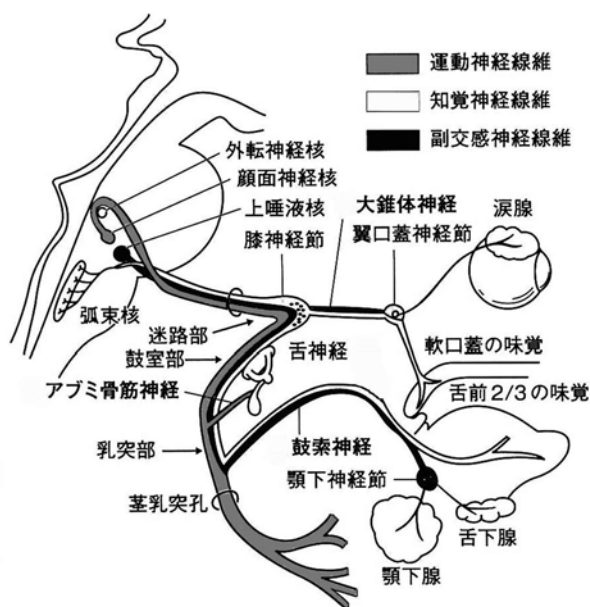 運動神経線維
知覚神経線維
副交感神経線維
外転神経核
顔面神経核
上唾液核
膝神経節
大錐体神経
翼口蓋神経節
涙腺
弧束核
迷路部
鼓室部
舌神経
アブミ骨筋神経
軟口蓋の味覚
舌前2/3の味覚
乳突部
鼓索神経
顎下神経節
茎乳突孔
舌下腺
顎下腺